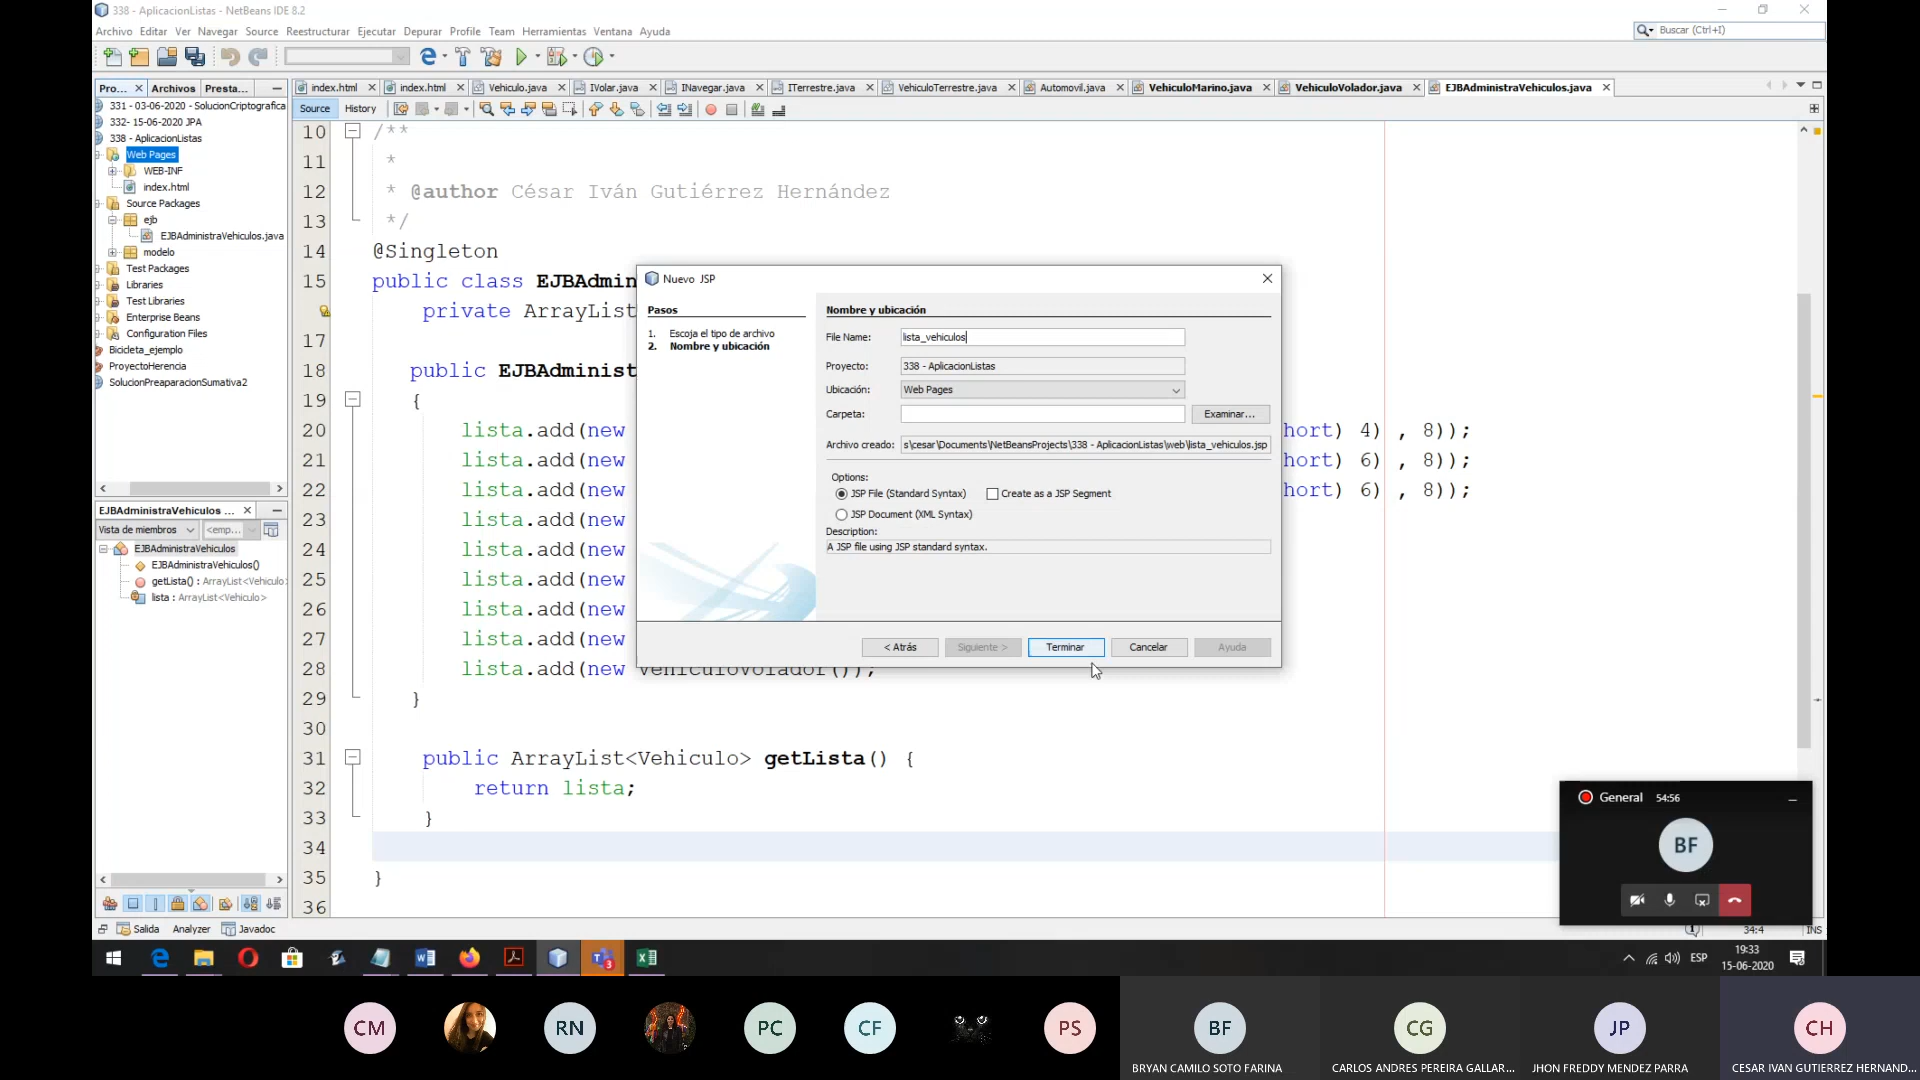 338 - AplicacionListas - NetBeans IDE 8.2
Archivo Editar Ver Navegar Source Reestructurar Ejecutar Depurar Profile Team Herramientas Ventana Ayuda
Buscar (Ctrl+I)
Pro... Archivos Presta...
index.html index.html Vehiculo.java IVolar.java INavegar.java ITerrestre.java VehiculoTerrestre.java Automovil.java VehiculoMarino.java VehiculoVolador.java EJBAdministraVehiculos.java
Source History
331 - 03-06-2020 - SolucionCriptografica
332- 15-06-2020 JPA
338 - AplicacionListas
Web Pages
WEB-INF
index.html
Source Packages
ejb
EJBAdministraVehiculos.java
modelo
Test Packages
Libraries
Test Libraries
Enterprise Beans
Configuration Files
Bicicleta_ejemplo
ProyectoHerencia
SolucionPreaparacionSumativa2
EJBAdministraVehiculos ...
Vista de miembros <emp...
EJBAdministraVehiculos
EJBAdministraVehiculos()
getLista() : ArrayList<Vehiculo>
lista : ArrayList<Vehiculo>
10 /**
11 *
12 * @author César Iván Gutiérrez Hernández
13 */
14 @Singleton
15 public class EJBAdmin
private ArrayList
17
18 public EJBAdminist
19 {
20 lista.add(new hort) 4) , 8));
21 lista.add(new hort) 6) , 8));
22 lista.add(new hort) 6) , 8));
23 lista.add(new
24 lista.add(new
25 lista.add(new
26 lista.add(new
27 lista.add(new
28 lista.add(new VehiculoVolador());
29 }
30
31 public ArrayList<Vehiculo> getLista() {
32 return lista;
33 }
34
35 }
36
Nuevo JSP
Pasos
1. Escoja el tipo de archivo
2. Nombre y ubicación
Nombre y ubicación
File Name: lista_vehiculos
Proyecto: 338 - AplicacionListas
Ubicación: Web Pages
Carpeta: Examinar...
Archivo creado: s\cesar\Documents\NetBeansProjects\338 - AplicacionListas\web\lista_vehiculos.jsp
Options:
JSP File (Standard Syntax) Create as a JSP Segment
JSP Document (XML Syntax)
Description:
A JSP file using JSP standard syntax.
< Atrás Siguiente > Terminar Cancelar Ayuda
General 54:56
BF
Salida Analyzer Javadoc
34:4 INS
3
ESP
19:33
15-06-2020
CM RN PC CF PS BF CG JP CH
BRYAN CAMILO SOTO FARINA CARLOS ANDRES PEREIRA GALLAR... JHON FREDDY MENDEZ PARRA CESAR IVAN GUTIERREZ HERNAND...